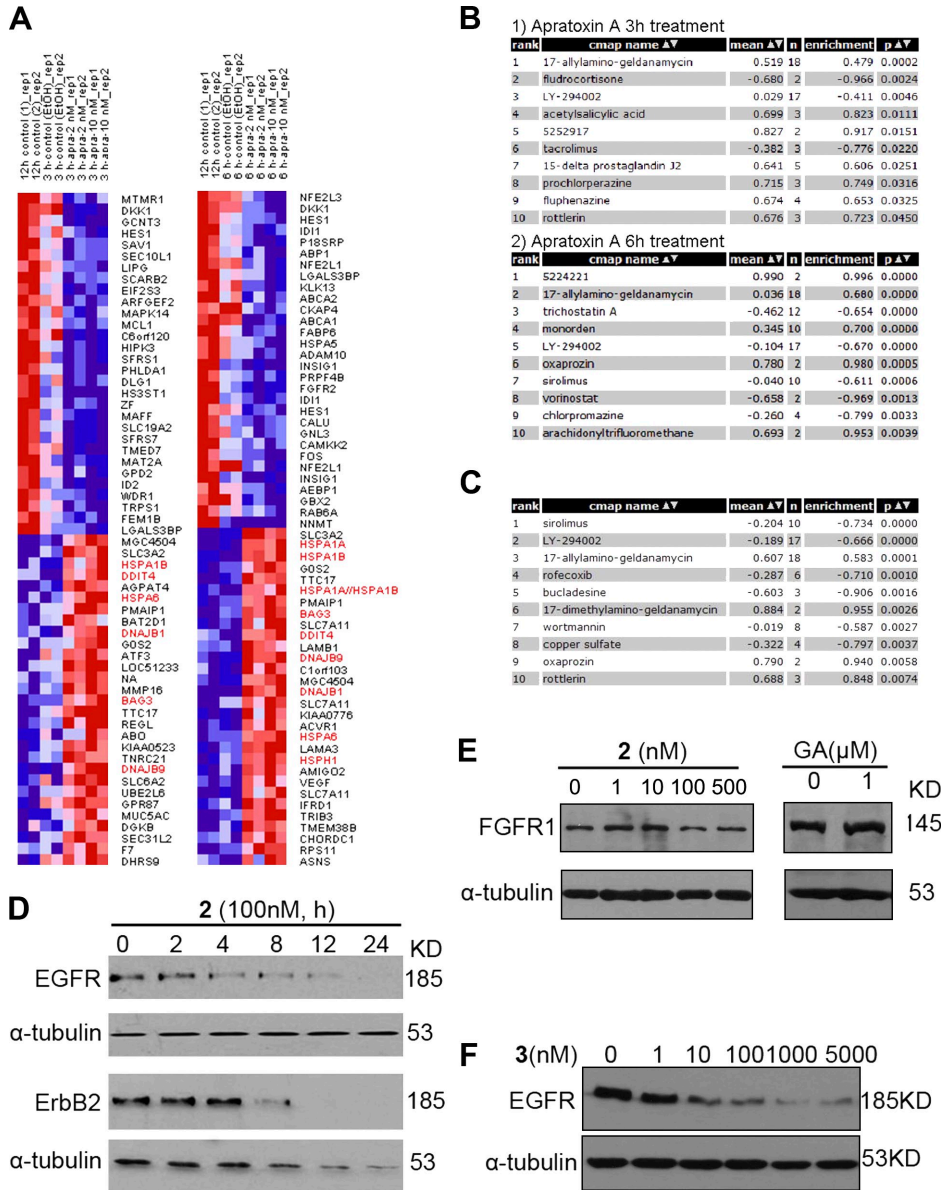 A
12h control (1)_rep1
12h control (2)_rep2
3 h-control (EtOH)_rep1
3 h-control (EtOH)_rep2
3 h-apra-2 nM_rep1
3 h-apra-2 nM_rep2
3 h-apra-10 nM_rep1
3 h-apra-10 nM_rep2
MTMR1
DKK1
GCNT3
HES1
SAV1
SEC10L1
LIPG
SCARB2
EIF2S3
ARFGEF2
MAPK14
MCL1
C6orf120
HIPK3
SFRS1
PHLDA1
DLG1
HS3ST1
ZF
MAFF
SLC19A2
SFRS7
TMED7
MAT2A
GPD2
ID2
WDR1
TRPS1
FEM1B
LGALS3BP
MGC4504
SLC3A2
HSPA1B
DDIT4
AGPAT4
HSPA6
PMAIP1
BAT2D1
DNAJB1
GOS2
ATF3
LOC51233
NA
MMP16
BAG3
TTC17
REGL
ABO
KIAA0523
TNRC21
DNAJB9
SLC6A2
UBE2L6
GPR87
MUC5AC
DGKB
SEC31L2
F7
DHRS9
12h control (1)_rep1
12h control (2)_rep2
6 h-control (EtOH)_rep1
6 h-control (EtOH)_rep2
6 h-apra-2 nM_rep1
6 h-apra-2 nM_rep2
6 h-apra-10 nM_rep1
6 h-apra-10 nM_rep2
NFE2L3
DKK1
HES1
IDI1
P18SRP
ABP1
NFE2L1
LGALS3BP
KLK13
ABCA2
CKAP4
ABCA1
FABP6
HSPA5
ADAM10
INSIG1
PRPF4B
FGFR2
IDI1
HES1
CALU
GNL3
CAMKK2
FOS
NFE2L1
INSIG1
AEBP1
GBX2
RAB6A
NNMT
SLC3A2
HSPA1A
HSPA1B
GOS2
TTC17
HSPA1A//HSPA1B
PMAIP1
BAG3
SLC7A11
DDIT4
LAMB1
DNAJB9
C1orf103
MGC4504
DNAJB1
SLC7A11
KIAA0776
ACVR1
HSPA6
LAMA3
HSPH1
AMIGO2
VEGF
SLC7A11
IFRD1
TRIB3
TMEM38B
CHORDC1
RPS11
ASNS
B
1) Apratoxin A 3h treatment
rank cmap name ▲▼ mean ▲▼ n enrichment p ▲▼
1 17-allylamino-geldanamycin 0.519 18 0.479 0.0002
2 fludrocortisone -0.680 2 -0.966 0.0024
3 LY-294002 0.029 17 -0.411 0.0046
4 acetylsalicylic acid 0.699 3 0.823 0.0111
5 5252917 0.827 2 0.917 0.0151
6 tacrolimus -0.382 3 -0.776 0.0220
7 15-delta prostaglandin J2 0.641 5 0.606 0.0251
8 prochlorperazine 0.715 3 0.749 0.0316
9 fluphenazine 0.674 4 0.653 0.0325
10 rottlerin 0.676 3 0.723 0.0450
2) Apratoxin A 6h treatment
rank cmap name ▲▼ mean ▲▼ n enrichment p ▲▼
1 5224221 0.990 2 0.996 0.0000
2 17-allylamino-geldanamycin 0.036 18 0.680 0.0000
3 trichostatin A -0.462 12 -0.654 0.0000
4 monorden 0.345 10 0.700 0.0000
5 LY-294002 -0.104 17 -0.670 0.0000
6 oxaprozin 0.780 2 0.980 0.0005
7 sirolimus -0.040 10 -0.611 0.0006
8 vorinostat -0.658 2 -0.969 0.0013
9 chlorpromazine -0.260 4 -0.799 0.0033
10 arachidonyltrifluoromethane 0.693 2 0.953 0.0039
C
rank cmap name ▲▼ mean ▲▼ n enrichment p ▲▼
1 sirolimus -0.204 10 -0.734 0.0000
2 LY-294002 -0.189 17 -0.666 0.0000
3 17-allylamino-geldanamycin 0.607 18 0.583 0.0001
4 rofecoxib -0.287 6 -0.710 0.0010
5 bucladesine -0.603 3 -0.906 0.0016
6 17-dimethylamino-geldanamycin 0.884 2 0.955 0.0026
7 wortmannin -0.019 8 -0.587 0.0027
8 copper sulfate -0.322 4 -0.797 0.0037
9 oxaprozin 0.790 2 0.940 0.0058
10 rottlerin 0.688 3 0.848 0.0074
D
2 (100nM, h)
0 2 4 8 12 24 KD
EGFR 185
α-tubulin 53
ErbB2 185
α-tubulin 53
E
2 (nM) GA(μM)
0 1 10 100 500 0 1 KD
FGFR1 145
α-tubulin 53
F
3(nM) 0 1 10 100 1000 5000
EGFR 185KD
α-tubulin 53KD